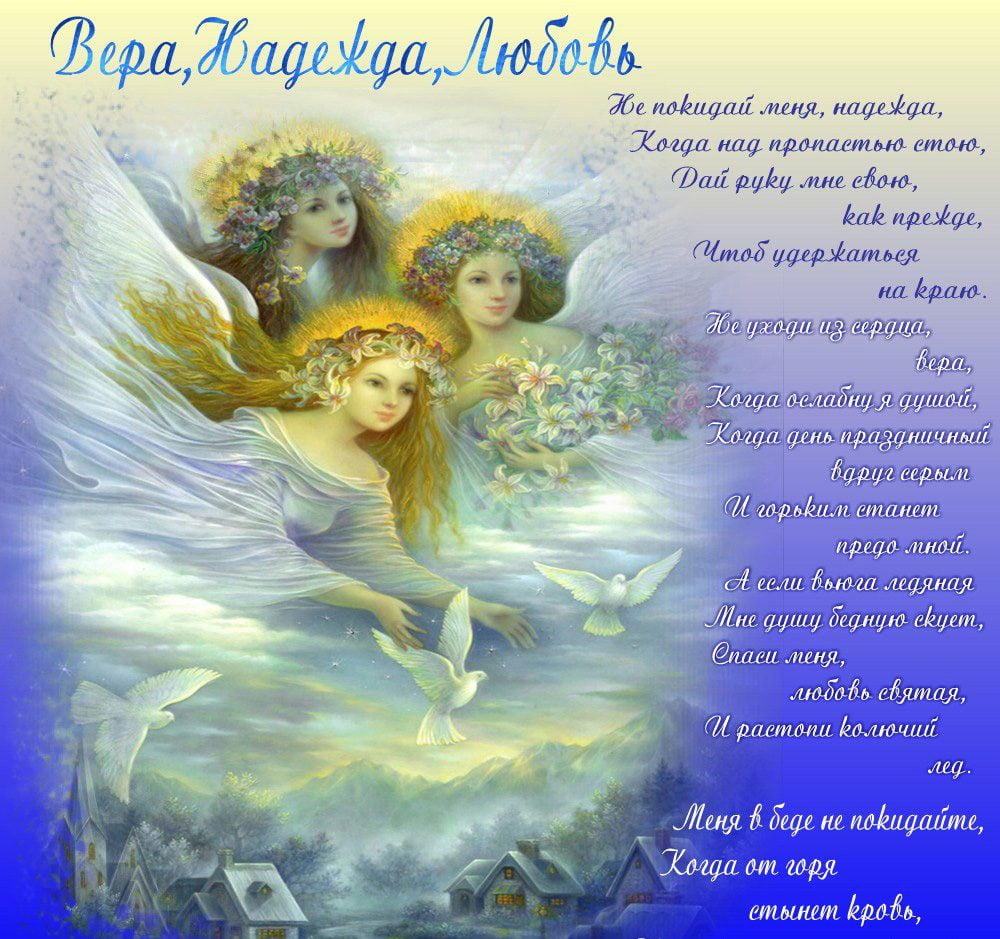 Вера,Надежда,Любовь
Не покидай меня, надежда,
Когда над пропастью стою,
Дай руку мне свою,
как прежде,
Чтоб удержаться
на краю.
Не уходи из сердца,
вера,
Когда ослабну я душой,
Когда день праздничный
вдруг серым
И горьким станет
предо мной.
А если вьюга ледяная
Мне душу бедную скует,
Спаси меня,
любовь святая,
И растопи колючий
лед.
Меня в беде не покидайте,
Когда от горя
стынет кровь,